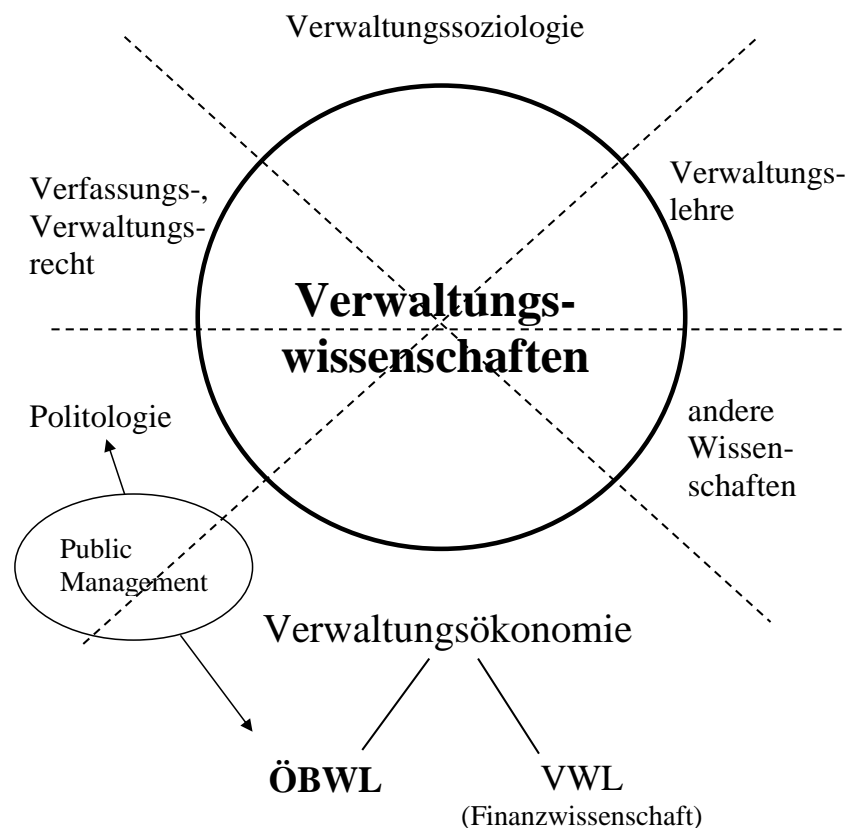 Verwaltungssoziologie
Verfassungs-,
Verwaltungs-
recht
Verwaltungs-
lehre
Verwaltungs-
wissenschaften
Politologie
andere
Wissen-
schaften
Public
Management
Verwaltungsökonomie
ÖBWL
VWL
(Finanzwissenschaft)